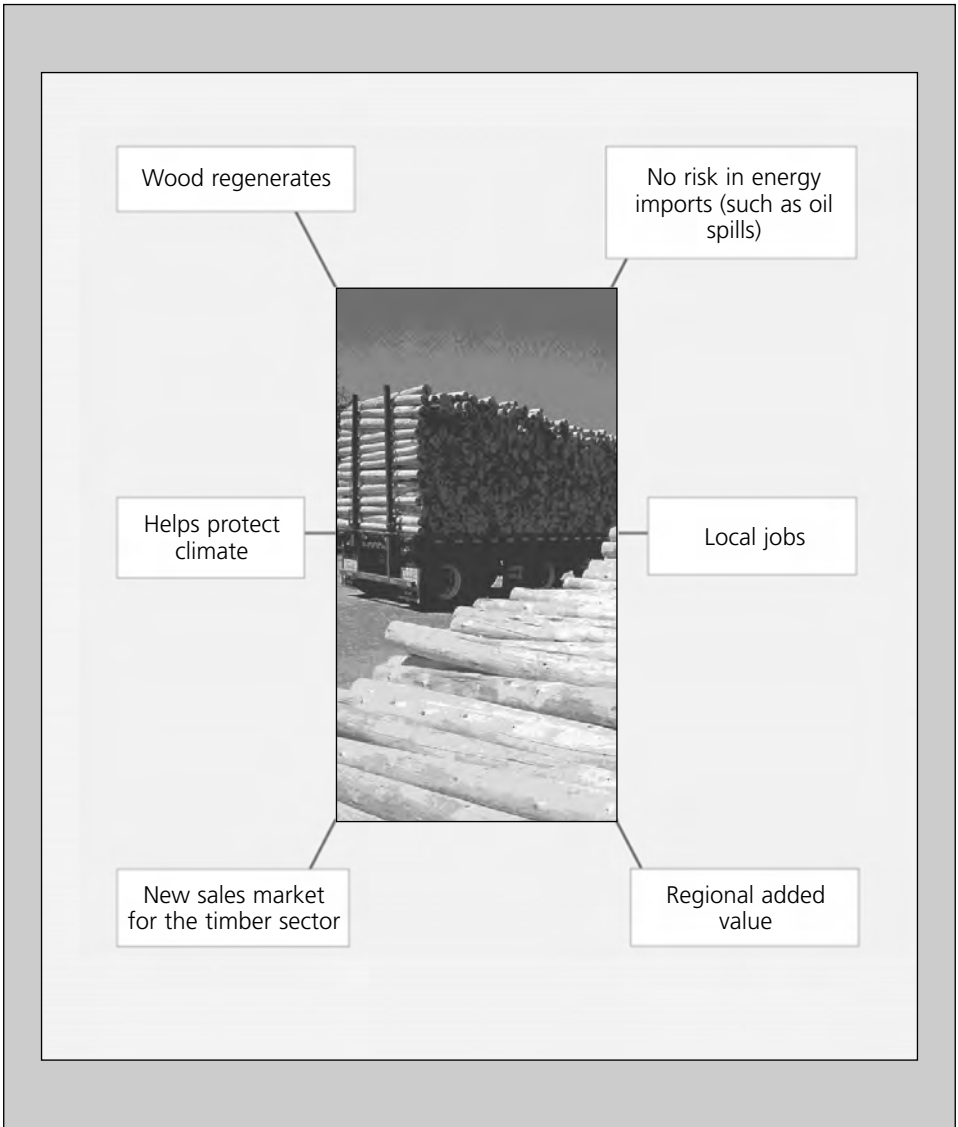 Wood regenerates
No risk in energy
imports (such as oil
spills)
Helps protect
climate
Local jobs
New sales market
for the timber sector
Regional added
value